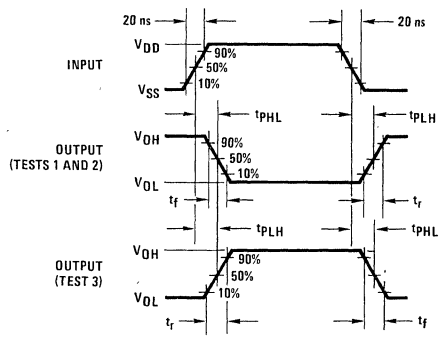 20 ns
20 ns
INPUT
VDD
90%
50%
10%
VSS
tPHL
tPLH
OUTPUT
(TESTS 1 AND 2)
VOH
90%
50%
10%
VOL
tf
tr
tPLH
tPHL
OUTPUT
(TEST 3)
VOH
90%
50%
10%
VOL
tr
tf